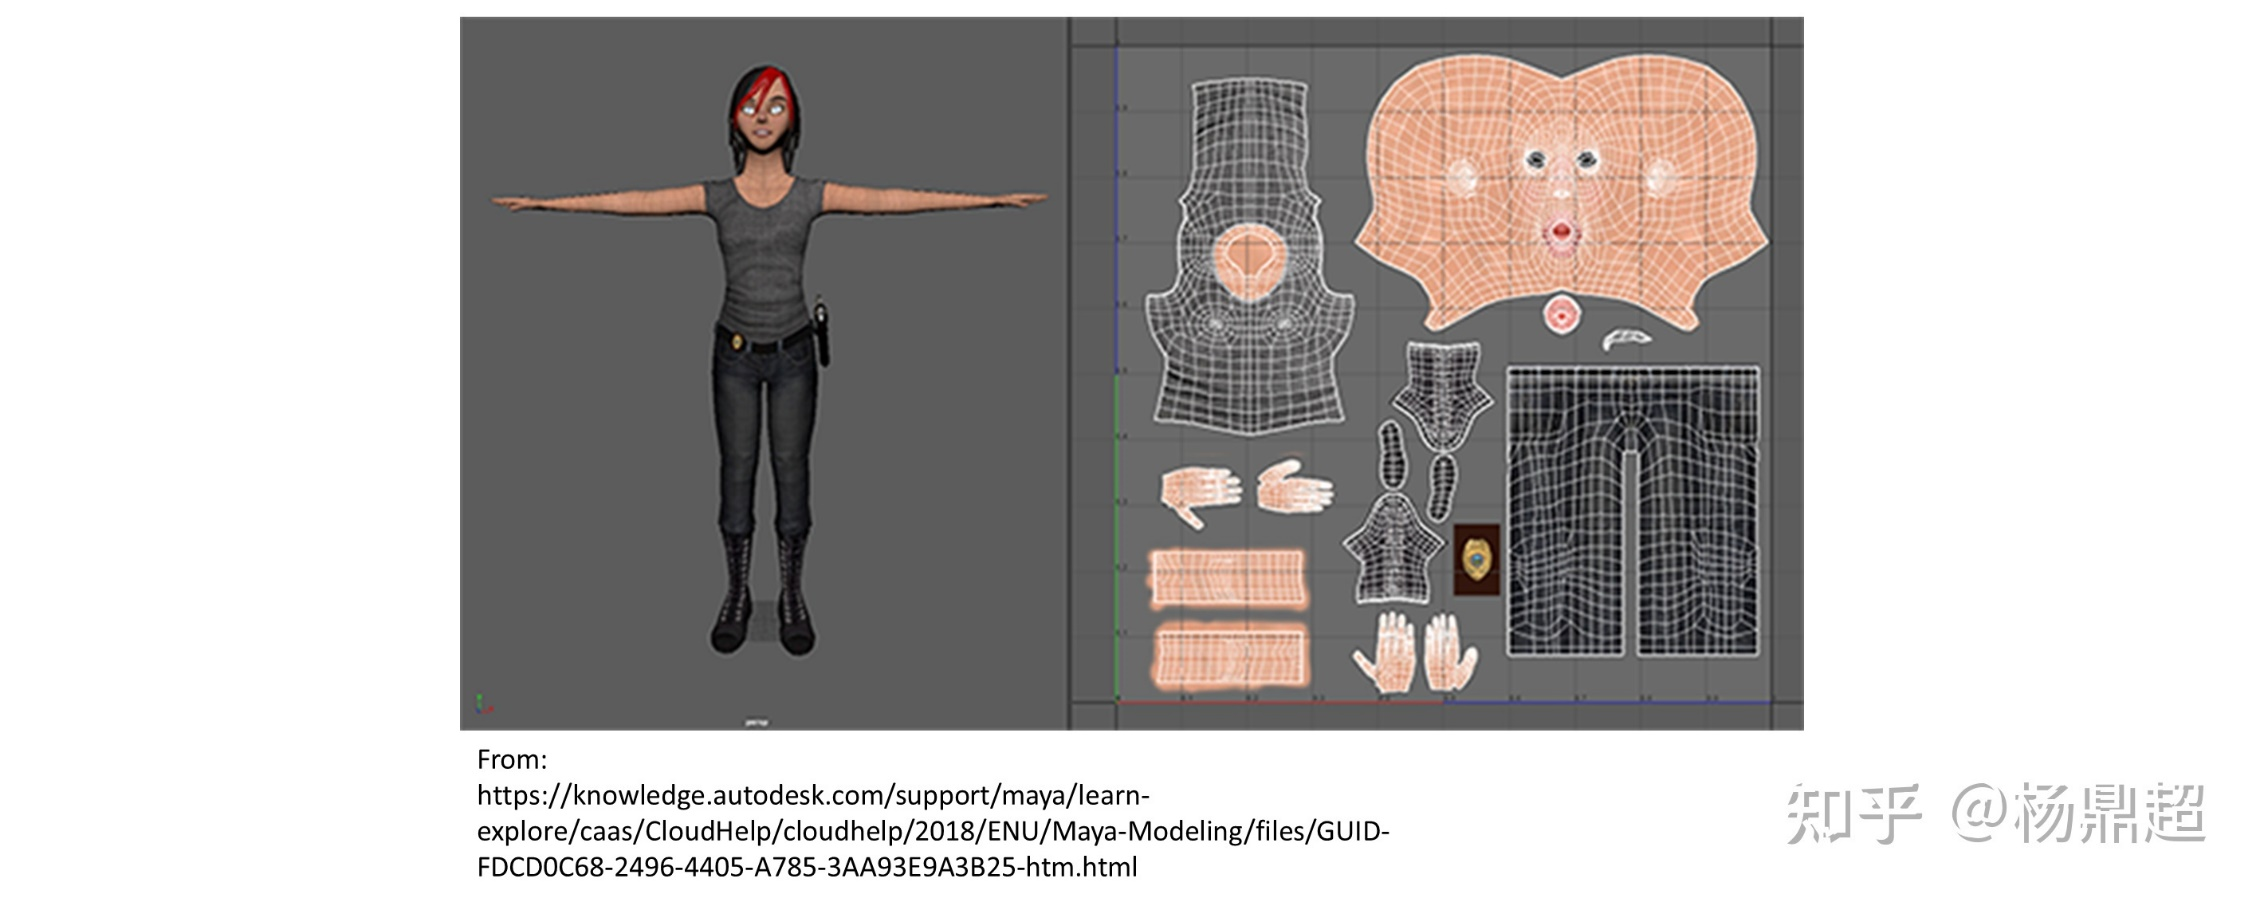 persp
From:
https://knowledge.autodesk.com/support/maya/learn-
explore/caas/CloudHelp/cloudhelp/2018/ENU/Maya-Modeling/files/GUID-
FDCD0C68-2496-4405-A785-3AA93E9A3B25-htm.html
知乎 @杨鼎超